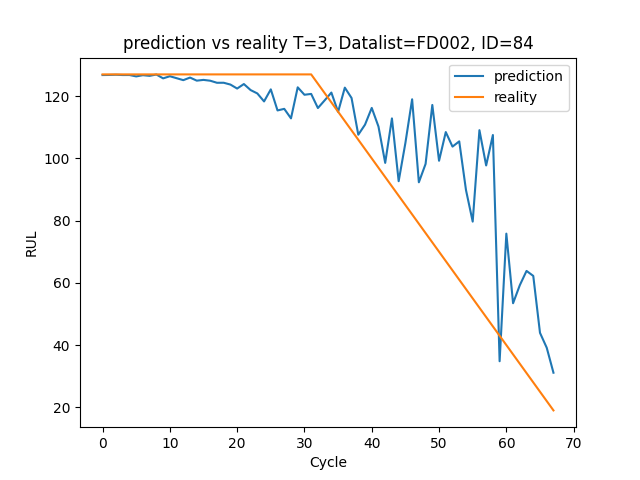 prediction vs reality T=3, Datalist=FD002, ID=84
prediction
reality
120
100
80
60
40
20
RUL
0 10 20 30 40 50 60 70
Cycle